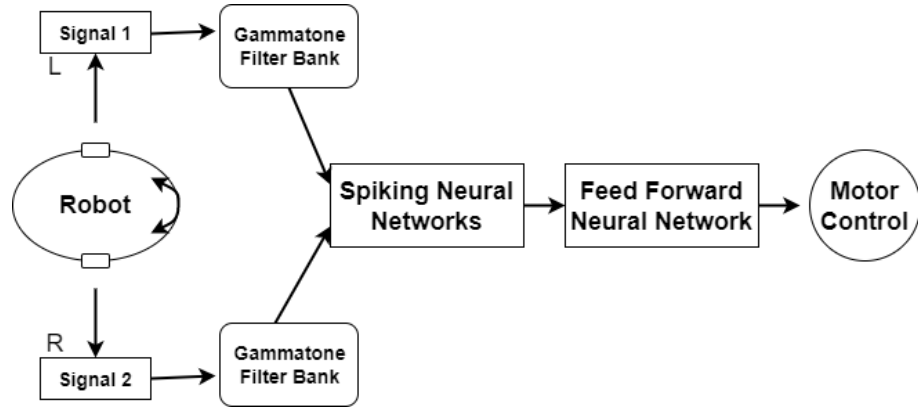 Signal 1
L
Gammatone
Filter Bank
Robot
Spiking Neural
Networks
Feed Forward
Neural Network
Motor
Control
R
Signal 2
Gammatone
Filter Bank